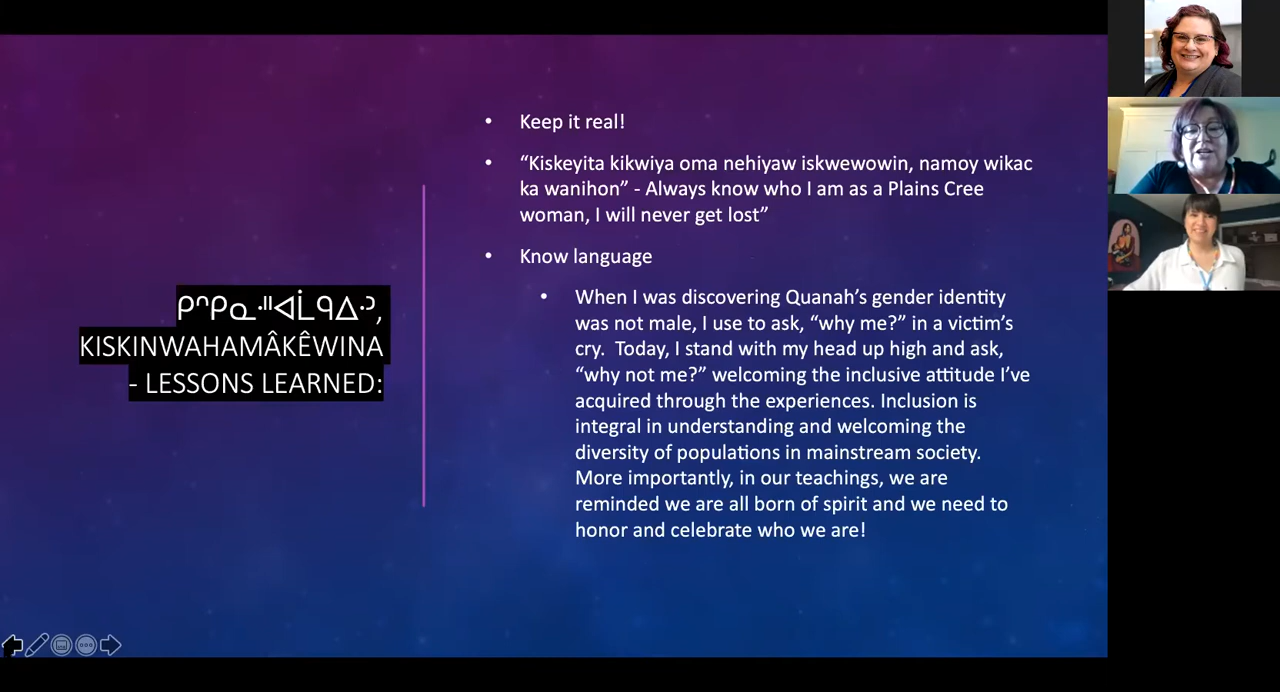 ᑭᐢᑭᓇᐧᐦᐊᒫᑫᐃᐧᐣ,
KISKINWAHAMÂKÊWINA
- LESSONS LEARNED:
• Keep it real!
• “Kiskeyita kikwiya oma nehiyaw iskwewowin, namoy wikac
ka wanihon” - Always know who I am as a Plains Cree
woman, I will never get lost”
• Know language
• When I was discovering Quanah’s gender identity
was not male, I use to ask, “why me?” in a victim’s
cry. Today, I stand with my head up high and ask,
“why not me?” welcoming the inclusive attitude I’ve
acquired through the experiences. Inclusion is
integral in understanding and welcoming the
diversity of populations in mainstream society.
More importantly, in our teachings, we are
reminded we are all born of spirit and we need to
honor and celebrate who we are!